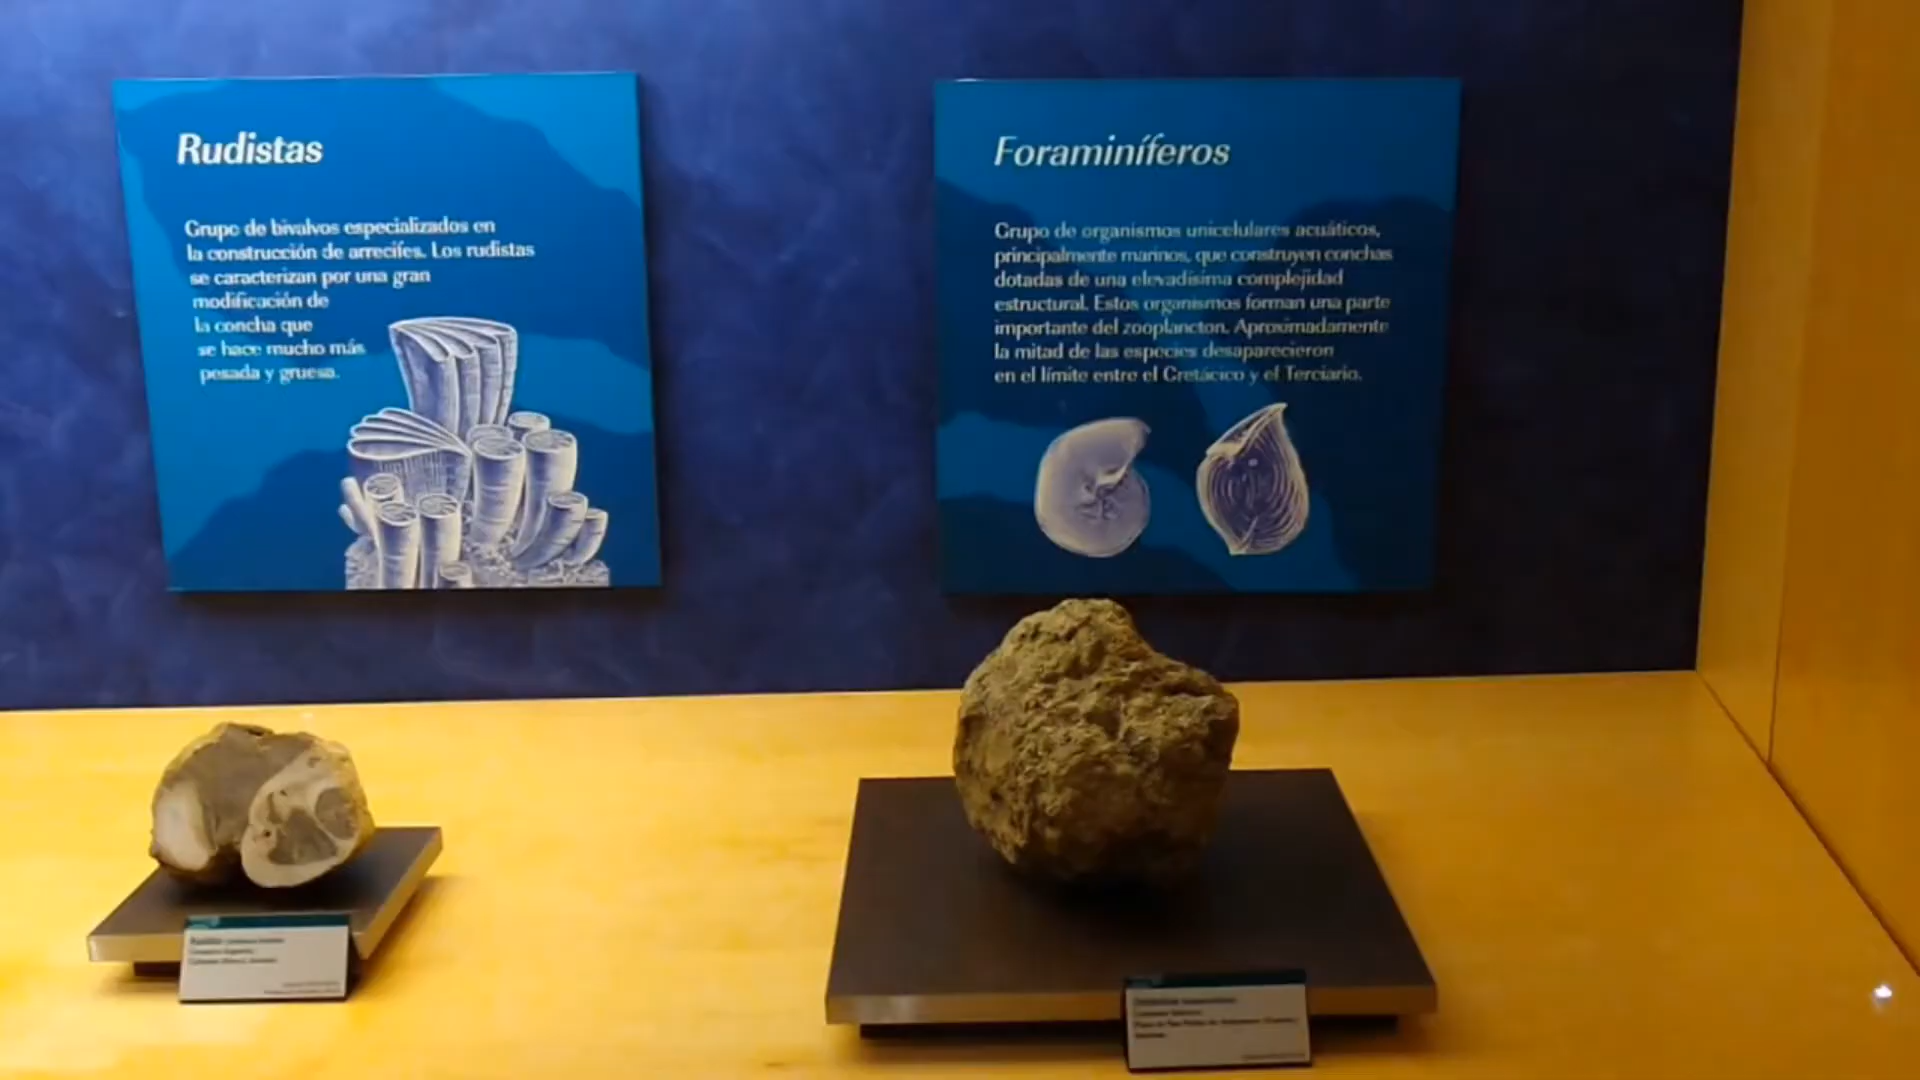 Rudistas
Grupo de bivalvos especializados en
la construcción de arrecifes. Los rudistas
se caracterizan por una gran
modificación de
la concha que
se hace mucho más
pesada y gruesa.
Foraminíferos
Grupo de organismos unicelulares acuáticos,
principalmente marinos, que construyen conchas
dotadas de una elevadísima complejidad
estructural. Estos organismos forman una parte
importante del zooplancton. Aproximadamente
la mitad de las especies desaparecieron
en el límite entre el Cretácico y el Terciario.